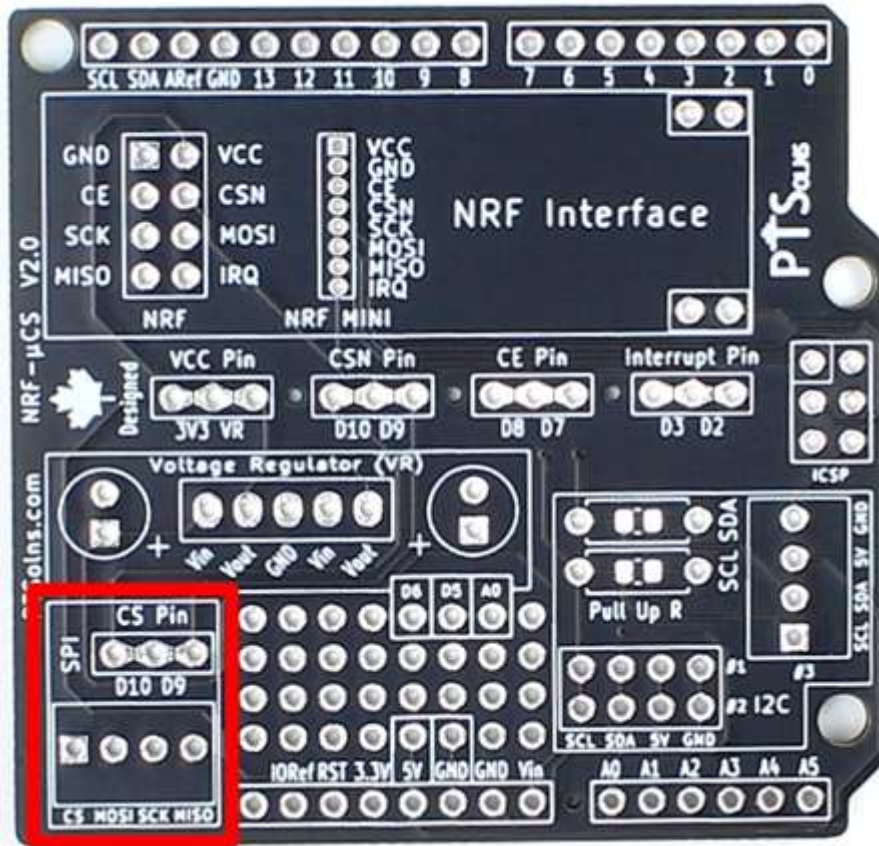 SCL SDA ARef GND 13 12 11 10 9 8 7 6 5 4 3 2 1 0
GND VCC
CE CSN
SCK MOSI
MISO IRQ
NRF
VCC
GND
CE
CSN
SCK
MOSI
MISO
IRQ
NRF MINI
NRF Interface
PTSOLNS
NRF-µCS V2.0
Designed
VCC Pin
3V3 VR
CSN Pin
D10 D9
CE Pin
D8 D7
Interrupt Pin
D3 D2
ICSP
Voltage Regulator (VR)
+ Vin Vout GND Vin Vout +
SCL SDA
Pull Up R
SCL SDA 5V GND
#3
D6 D5 A0
SPI
CS Pin
D10 D9
CS MOSI SCK MISO
#1
#2 I2C
SCL SDA 5V GND
IORef RST 3.3V 5V GND GND Vin
A0 A1 A2 A3 A4 A5